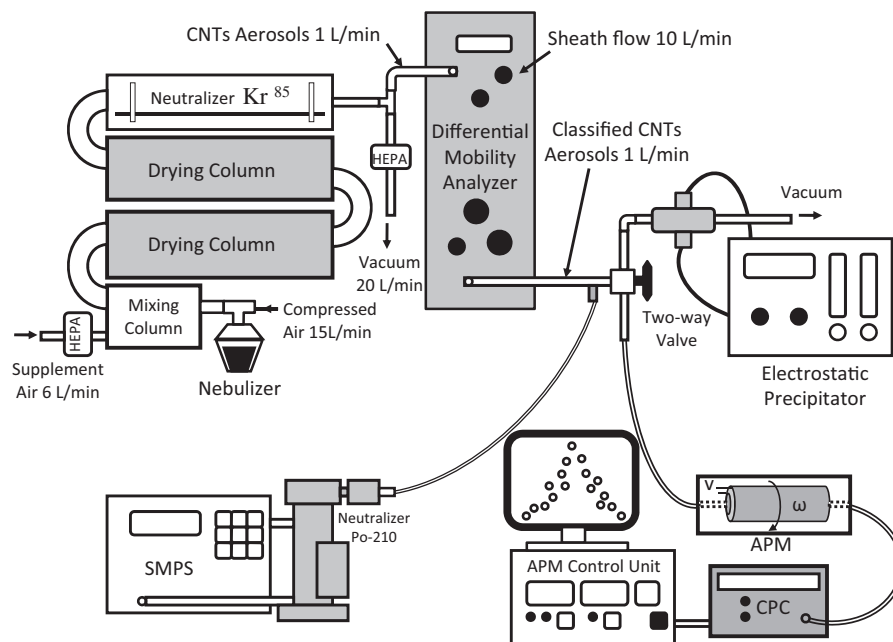 CNTs Aerosols 1 L/min
Sheath flow 10 L/min
Neutralizer Kr 85
HEPA
Differential
Mobility
Analyzer
Classified CNTs
Aerosols 1 L/min
Drying Column
Drying Column
Vacuum
Vacuum
20 L/min
Mixing
Column
Compressed
Air 15L/min
HEPA
Supplement
Air 6 L/min
Nebulizer
Two-way
Valve
Electrostatic
Precipitator
SMPS
Neutralizer
Po-210
V
ω
APM
APM Control Unit
CPC